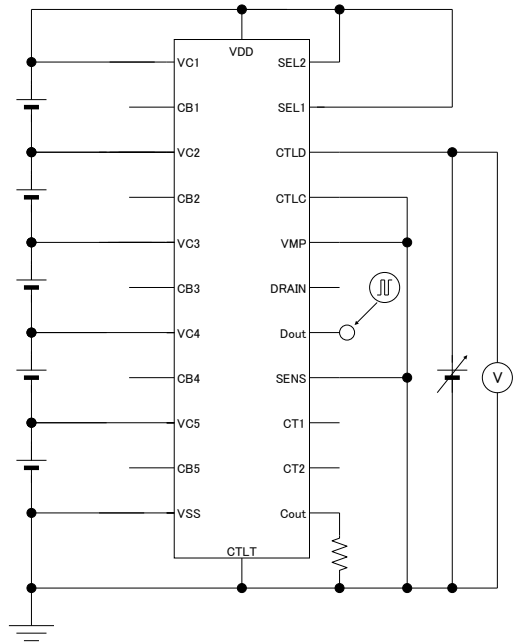 VDD
VC1
SEL2
CB1
SEL1
VC2
CTLD
CB2
CTLC
VC3
VMP
CB3
DRAIN
VC4
Dout
CB4
SENS
VC5
CT1
CB5
CT2
VSS
Cout
CTLT
V